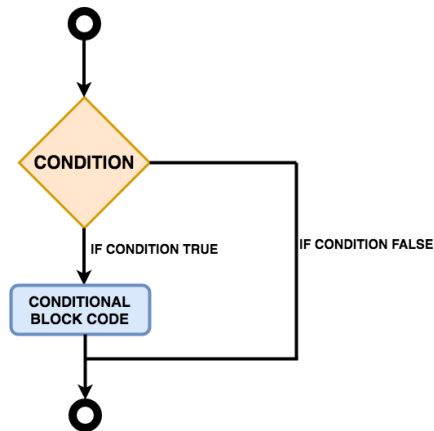 CONDITION
IF CONDITION TRUE
IF CONDITION FALSE
CONDITIONAL
BLOCK CODE